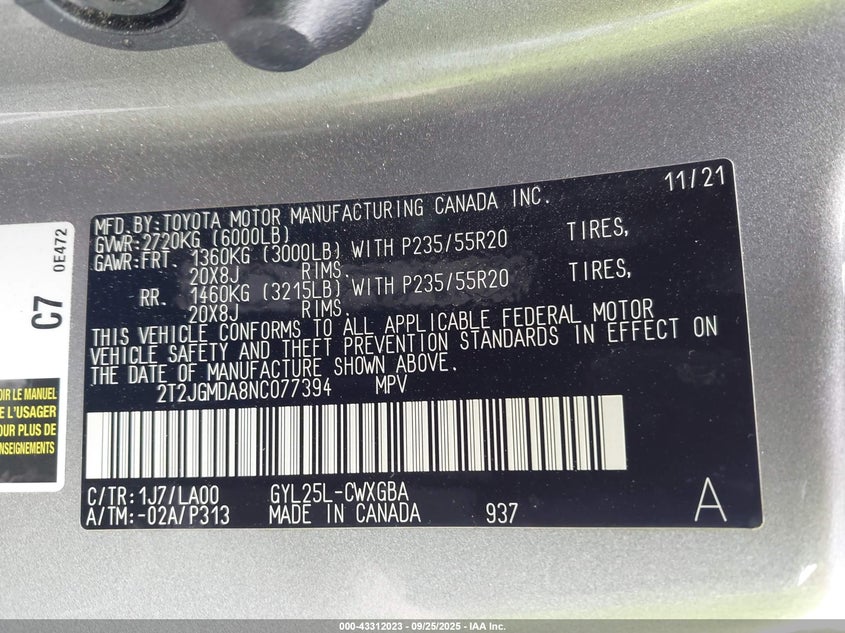 11/21
MFD.BY:TOYOTA MOTOR MANUFACTURING CANADA INC.
GVWR:2720KG (6000LB)
GAWR:FRT. 1360KG (3000LB) WITH P235/55R20 TIRES,
20X8J RIMS.
RR. 1460KG (3215LB) WITH P235/55R20 TIRES,
20X8J RIMS.
THIS VEHICLE CONFORMS TO ALL APPLICABLE FEDERAL MOTOR
VEHICLE SAFETY AND THEFT PREVENTION STANDARDS IN EFFECT ON
THE DATE OF MANUFACTURE SHOWN ABOVE.
2T2JGMDA8NC077394 MPV
C/TR:1J7/LA00 GYL25L-CWXGBA
A/TM:-02A/P313 MADE IN CANADA 937 A
C7 0E472
OIR LE MANUEL
E L'USAGER
OUR PLUS DE
NSEIGNEMENTS
000-43312023 - 09/25/2025 - IAA Inc.